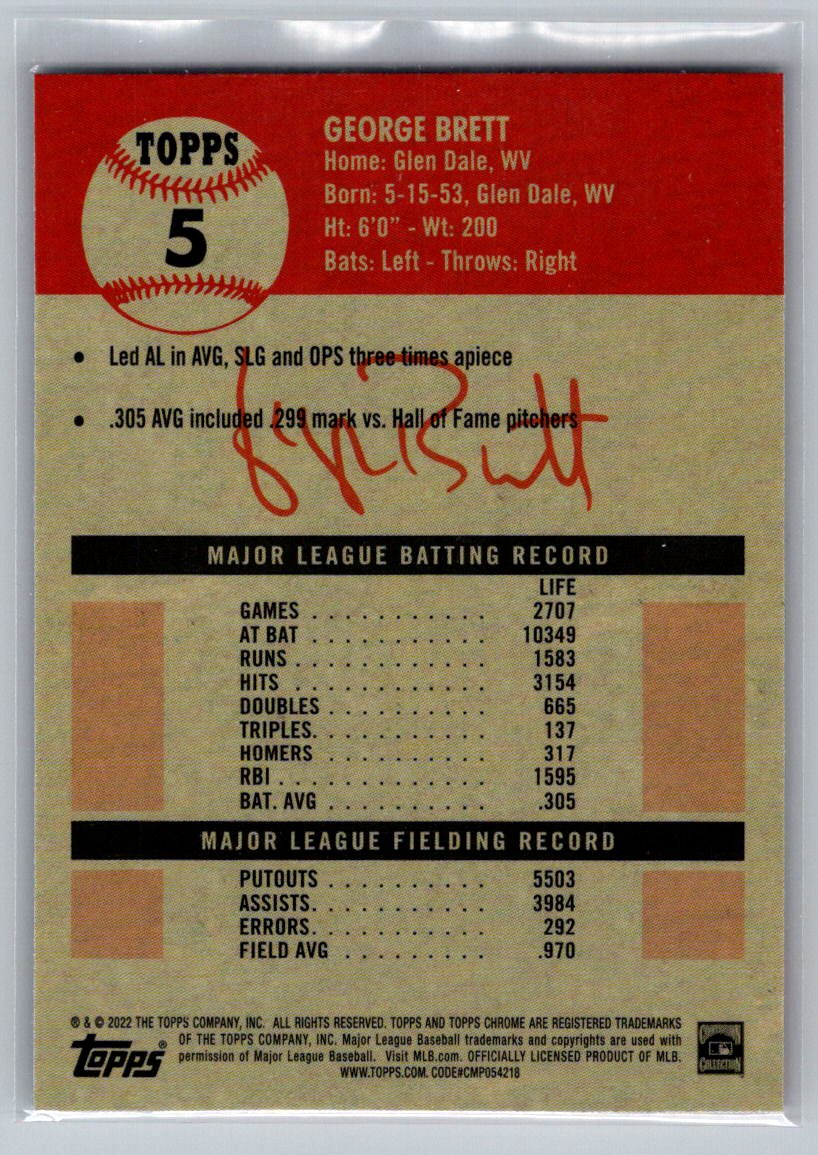 TOPPS
5
GEORGE BRETT
Home: Glen Dale, WV
Born: 5-15-53, Glen Dale, WV
Ht: 6'0" - Wt: 200
Bats: Left - Throws: Right
• Led AL in AVG, SLG and OPS three times apiece
• .305 AVG included .299 mark vs. Hall of Fame pitchers
George Brett
MAJOR LEAGUE BATTING RECORD
LIFE
GAMES . . . . . . . . . . . 2707
AT BAT . . . . . . . . . . . 10349
RUNS . . . . . . . . . . . . 1583
HITS . . . . . . . . . . . . 3154
DOUBLES . . . . . . . . . . 665
TRIPLES. . . . . . . . . . . 137
HOMERS . . . . . . . . . . 317
RBI . . . . . . . . . . . . . 1595
BAT. AVG . . . . . . . . . . .305
MAJOR LEAGUE FIELDING RECORD
PUTOUTS . . . . . . . . . . 5503
ASSISTS. . . . . . . . . . . 3984
ERRORS. . . . . . . . . . . 292
FIELD AVG . . . . . . . . . .970
® & © 2022 THE TOPPS COMPANY, INC. ALL RIGHTS RESERVED. TOPPS AND TOPPS CHROME ARE REGISTERED TRADEMARKS
OF THE TOPPS COMPANY, INC. Major League Baseball trademarks and copyrights are used with
permission of Major League Baseball. Visit MLB.com. OFFICIALLY LICENSED PRODUCT OF MLB.
WWW.TOPPS.COM. CODE#CMP054218
topps®
COOPERSTOWN
COLLECTION